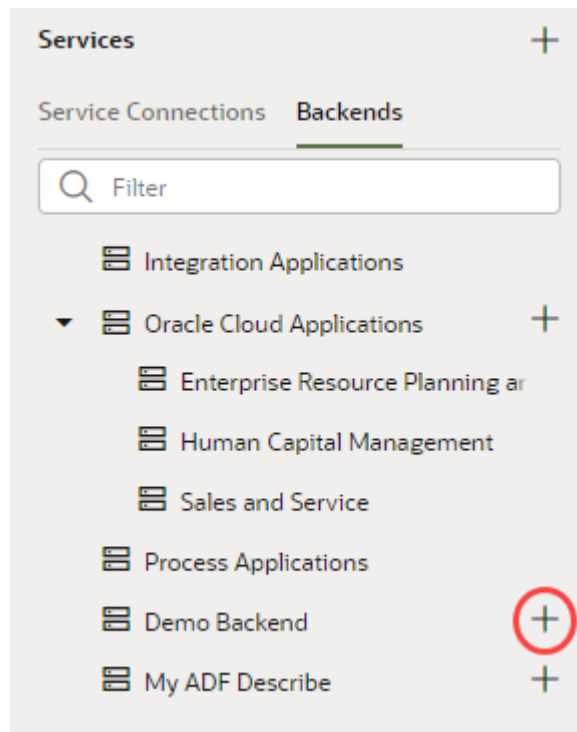 Services
Service Connections Backends
Filter
Integration Applications
Oracle Cloud Applications
Enterprise Resource Planning ar
Human Capital Management
Sales and Service
Process Applications
Demo Backend
My ADF Describe